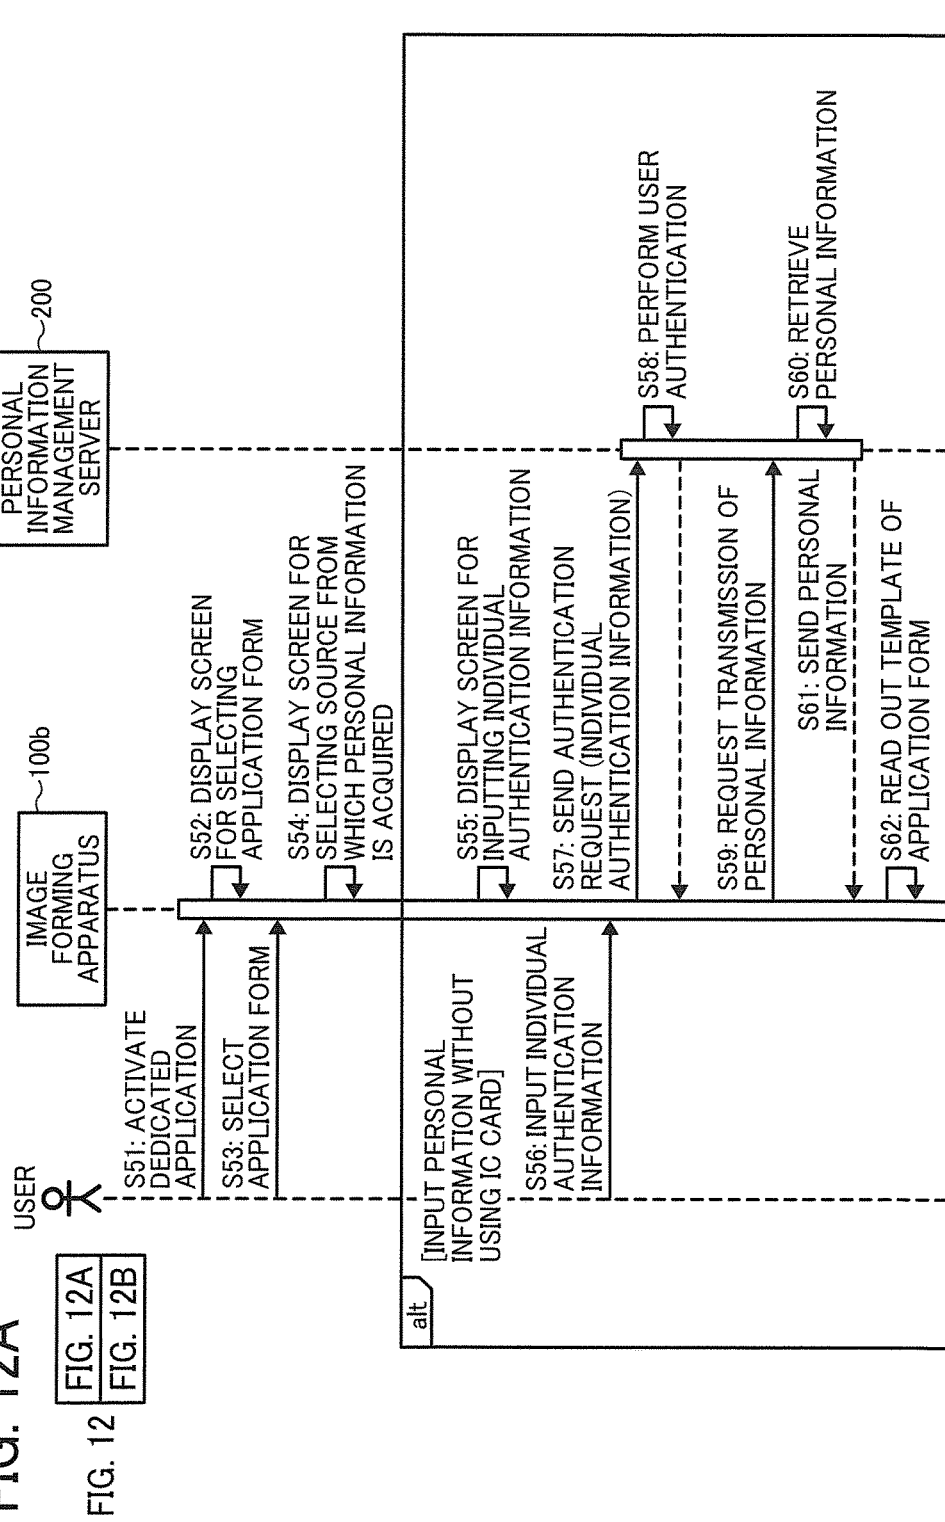 FIG. 12A
FIG. 12
FIG. 12A
FIG. 12B
USER
IMAGE
FORMING
APPARATUS
100b
PERSONAL
INFORMATION
MANAGEMENT
SERVER
200
S51: ACTIVATE
DEDICATED
APPLICATION
S52: DISPLAY SCREEN
FOR SELECTING
APPLICATION FORM
S53: SELECT
APPLICATION FORM
S54: DISPLAY SCREEN FOR
SELECTING SOURCE FROM
WHICH PERSONAL INFORMATION
IS ACQUIRED
alt
[INPUT PERSONAL
INFORMATION WITHOUT
USING IC CARD]
S55: DISPLAY SCREEN FOR
INPUTTING INDIVIDUAL
AUTHENTICATION INFORMATION
S56: INPUT INDIVIDUAL
AUTHENTICATION
INFORMATION
S57: SEND AUTHENTICATION
REQUEST (INDIVIDUAL
AUTHENTICATION INFORMATION)
S58: PERFORM USER
AUTHENTICATION
S59: REQUEST TRANSMISSION OF
PERSONAL INFORMATION
S60: RETRIEVE
PERSONAL INFORMATION
S61: SEND PERSONAL
INFORMATION
S62: READ OUT TEMPLATE OF
APPLICATION FORM